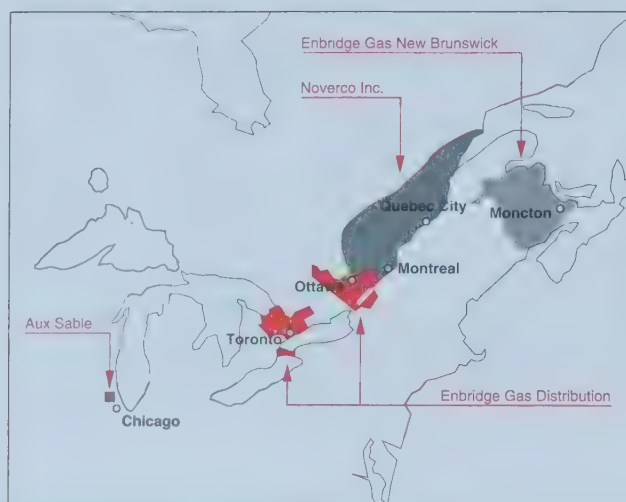 Enbridge Gas New Brunswick
Noverco Inc.
Quebec City
Moncton
Ottawa
Montreal
Aux Sable
Toronto
Enbridge Gas Distribution
Chicago